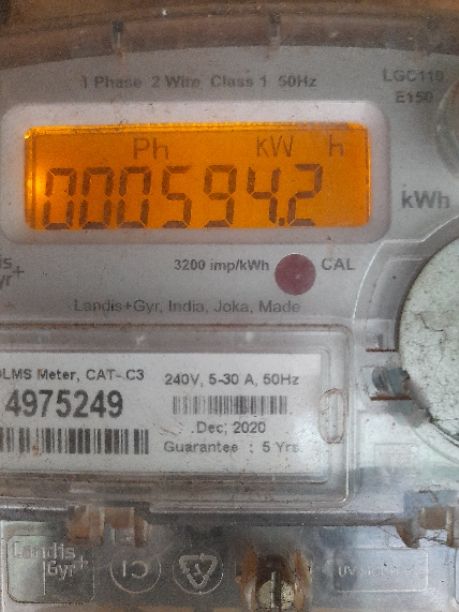 1 Phase 2 Wire Class 1 50Hz
LGC110
E150
Ph kW h
000594.2
kWh
3200 imp/kWh CAL
Landis+Gyr, India, Joka, Made
DLMS Meter, CAT-C3
4975249
240V, 5-30 A, 50Hz
Dec, 2020
Guarantee : 5 Yrs.
Landis
Gyr+